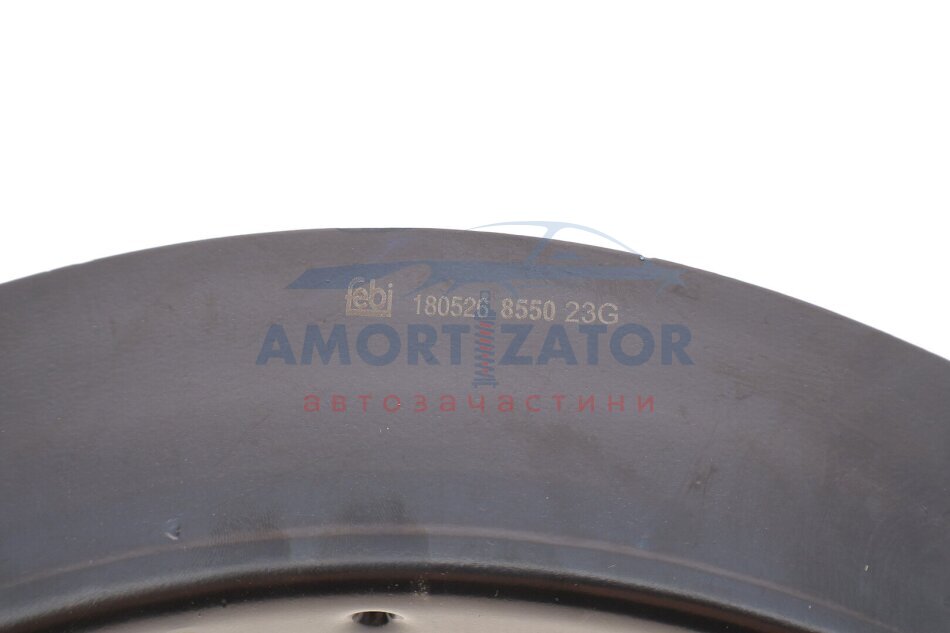 febi 180526 8550 23G
AMORTIZATOR
автозачастини